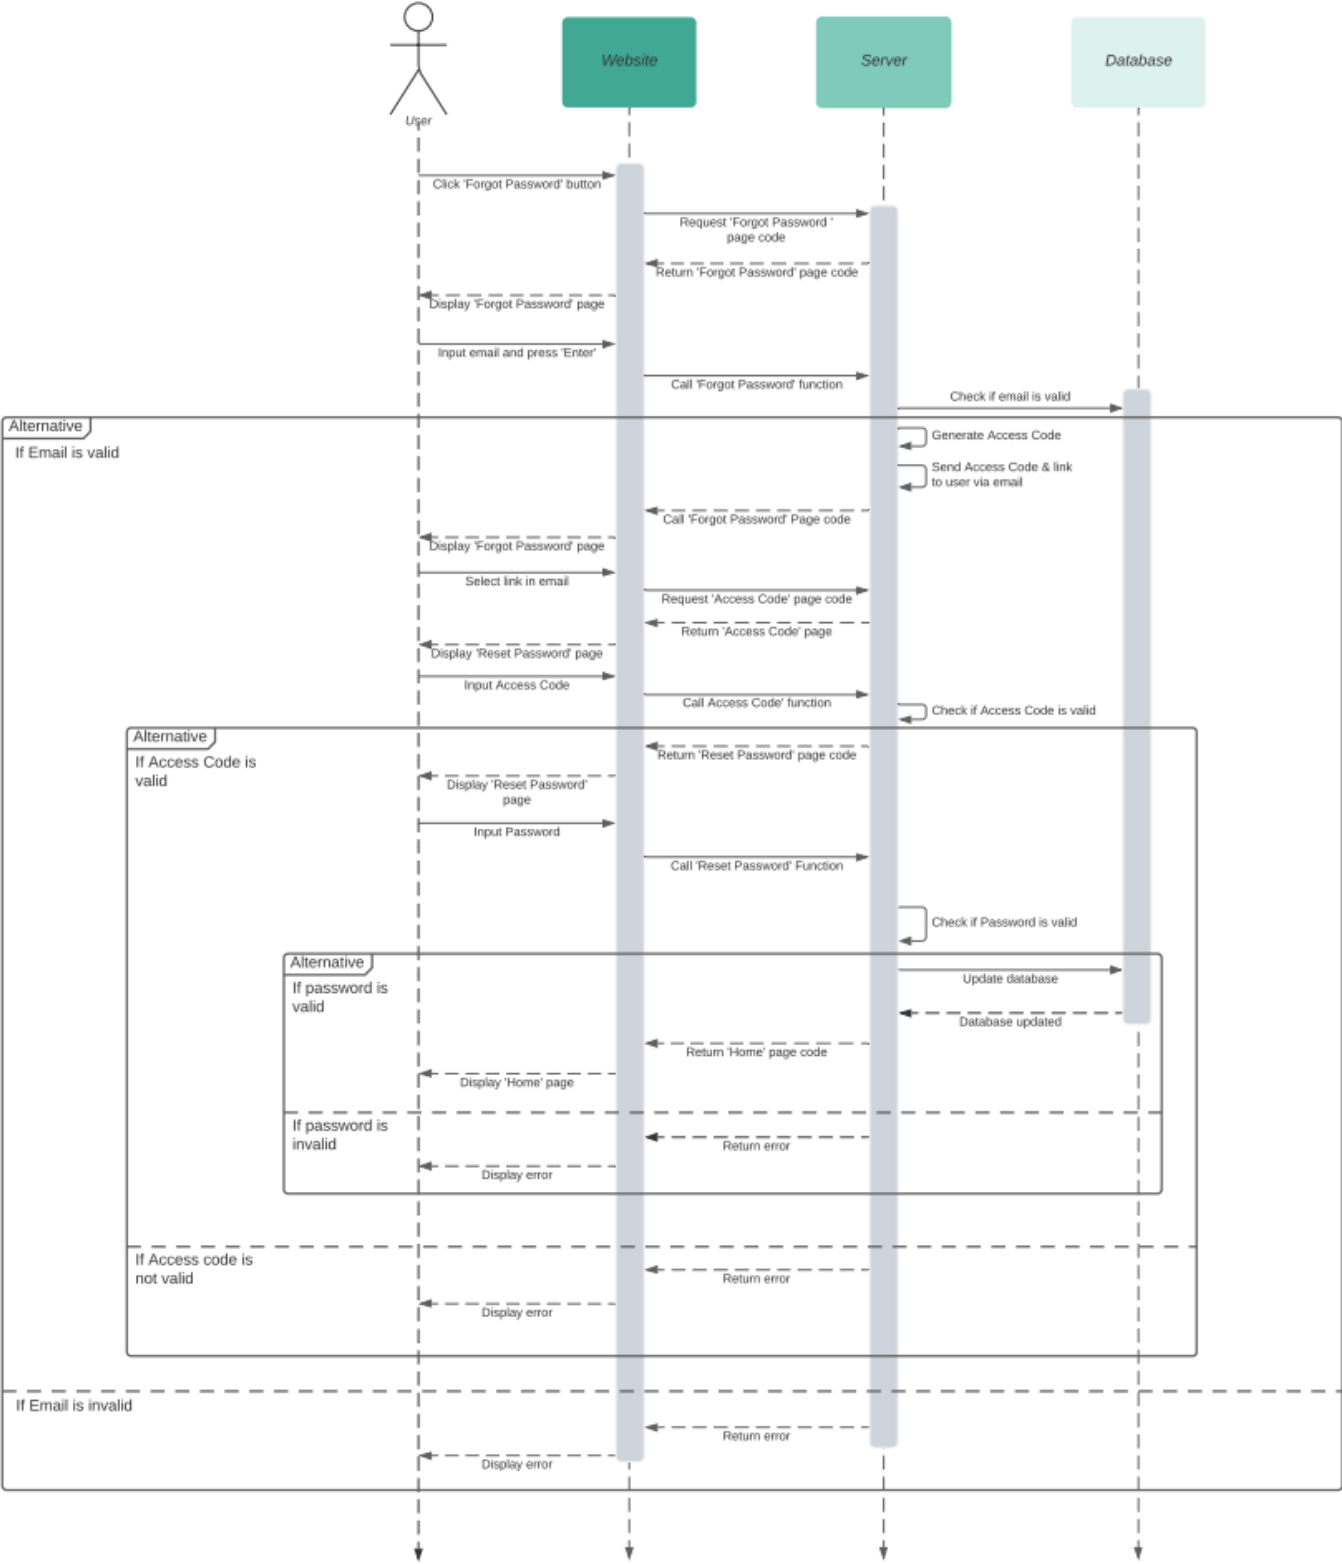 User
Website
Server
Database
Click 'Forgot Password' button
Request 'Forgot Password '
page code
Return 'Forgot Password' page code
Display 'Forgot Password' page
Input email and press 'Enter'
Call 'Forgot Password' function
Check if email is valid
Alternative
If Email is valid
Generate Access Code
Send Access Code & link
to user via email
Call 'Forgot Password' Page code
Display 'Forgot Password' page
Select link in email
Request 'Access Code' page code
Return 'Access Code' page
Display 'Reset Password' page
Input Access Code
Call Access Code' function
Check if Access Code is valid
Alternative
If Access Code is
valid
Return 'Reset Password' page code
Display 'Reset Password'
page
Input Password
Call 'Reset Password' Function
Check if Password is valid
Alternative
If password is
valid
Update database
Database updated
Return 'Home' page code
Display 'Home' page
If password is
invalid
Return error
Display error
If Access code is
not valid
Return error
Display error
If Email is invalid
Return error
Display error